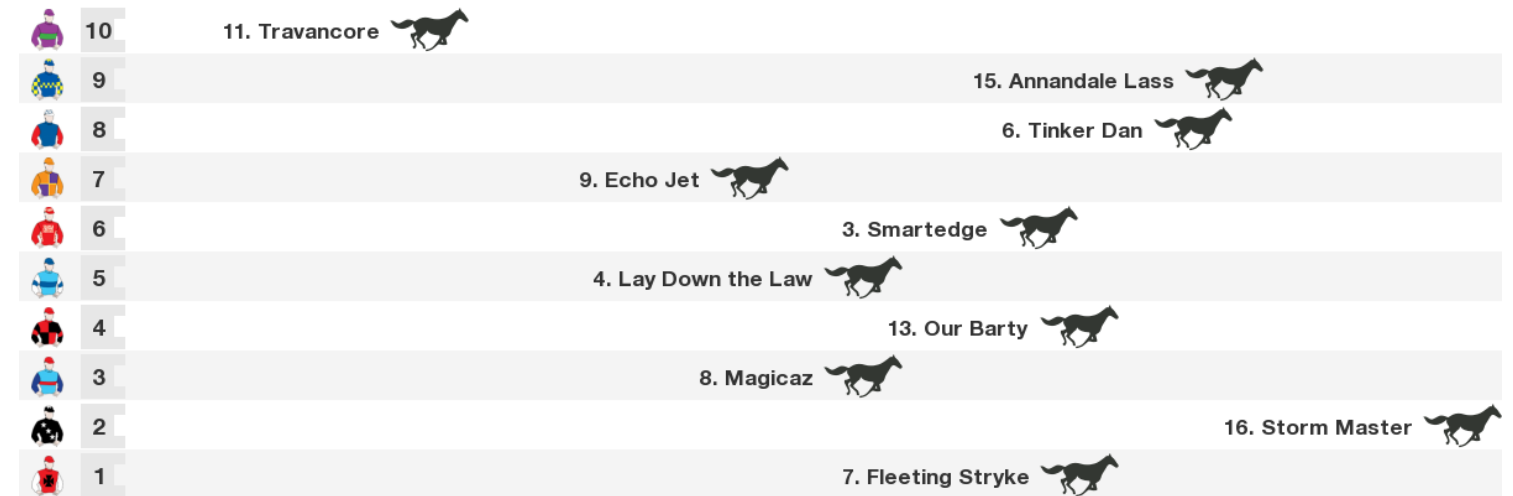 10 11. Travancore
9 15. Annandale Lass
8 6. Tinker Dan
7 9. Echo Jet
6 3. Smartedge
5 4. Lay Down the Law
4 13. Our Barty
3 8. Magicaz
2 16. Storm Master
1 7. Fleeting Stryke